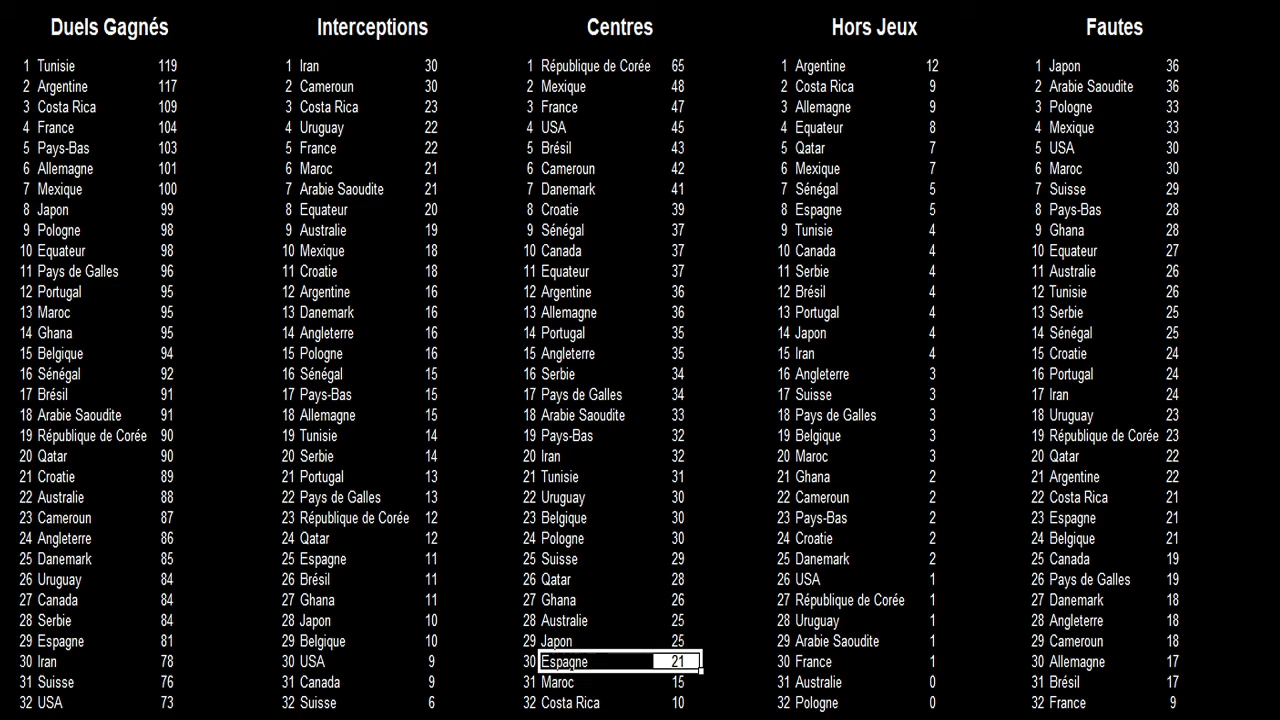 Duels Gagnés Interceptions Centres Hors Jeux Fautes
1 Tunisie 119 1 Iran 30 1 République de Corée 65 1 Argentine 12 1 Japon 36
2 Argentine 117 2 Cameroun 30 2 Mexique 48 2 Costa Rica 9 2 Arabie Saoudite 36
3 Costa Rica 109 3 Costa Rica 23 3 France 47 3 Allemagne 9 3 Pologne 33
4 France 104 4 Uruguay 22 4 USA 45 4 Equateur 8 4 Mexique 33
5 Pays-Bas 103 5 France 22 5 Brésil 43 5 Qatar 7 5 USA 30
6 Allemagne 101 6 Maroc 21 6 Cameroun 42 6 Mexique 7 6 Maroc 30
7 Mexique 100 7 Arabie Saoudite 21 7 Danemark 41 7 Sénégal 5 7 Suisse 29
8 Japon 99 8 Equateur 20 8 Croatie 39 8 Espagne 5 8 Pays-Bas 28
9 Pologne 98 9 Australie 19 9 Sénégal 37 9 Tunisie 4 9 Ghana 28
10 Equateur 98 10 Mexique 18 10 Canada 37 10 Canada 4 10 Equateur 27
11 Pays de Galles 96 11 Croatie 18 11 Equateur 37 11 Serbie 4 11 Australie 26
12 Portugal 95 12 Argentine 16 12 Argentine 36 12 Brésil 4 12 Tunisie 26
13 Maroc 95 13 Danemark 16 13 Allemagne 36 13 Portugal 4 13 Serbie 25
14 Ghana 95 14 Angleterre 16 14 Portugal 35 14 Japon 4 14 Sénégal 25
15 Belgique 94 15 Pologne 16 15 Angleterre 35 15 Iran 4 15 Croatie 24
16 Sénégal 92 16 Sénégal 15 16 Serbie 34 16 Angleterre 3 16 Portugal 24
17 Brésil 91 17 Pays-Bas 15 17 Pays de Galles 34 17 Suisse 3 17 Iran 24
18 Arabie Saoudite 91 18 Allemagne 15 18 Arabie Saoudite 33 18 Pays de Galles 3 18 Uruguay 23
19 République de Corée 90 19 Tunisie 14 19 Pays-Bas 32 19 Belgique 3 19 République de Corée 23
20 Qatar 90 20 Serbie 14 20 Iran 32 20 Maroc 3 20 Qatar 22
21 Croatie 89 21 Portugal 13 21 Tunisie 31 21 Ghana 2 21 Argentine 22
22 Australie 88 22 Pays de Galles 13 22 Uruguay 30 22 Cameroun 2 22 Costa Rica 21
23 Cameroun 87 23 République de Corée 12 23 Belgique 30 23 Pays-Bas 2 23 Espagne 21
24 Angleterre 86 24 Qatar 12 24 Pologne 30 24 Croatie 2 24 Belgique 21
25 Danemark 85 25 Espagne 11 25 Suisse 29 25 Danemark 2 25 Canada 19
26 Uruguay 84 26 Brésil 11 26 Qatar 28 26 USA 1 26 Pays de Galles 19
27 Canada 84 27 Ghana 11 27 Ghana 26 27 République de Corée 1 27 Danemark 18
28 Serbie 84 28 Japon 10 28 Australie 25 28 Uruguay 1 28 Angleterre 18
29 Espagne 81 29 Belgique 10 29 Japon 25 29 Arabie Saoudite 1 29 Cameroun 18
30 Iran 78 30 USA 9 30 Espagne 21 30 France 1 30 Allemagne 17
31 Suisse 76 31 Canada 9 31 Maroc 15 31 Australie 0 31 Brésil 17
32 USA 73 32 Suisse 6 32 Costa Rica 10 32 Pologne 0 32 France 9